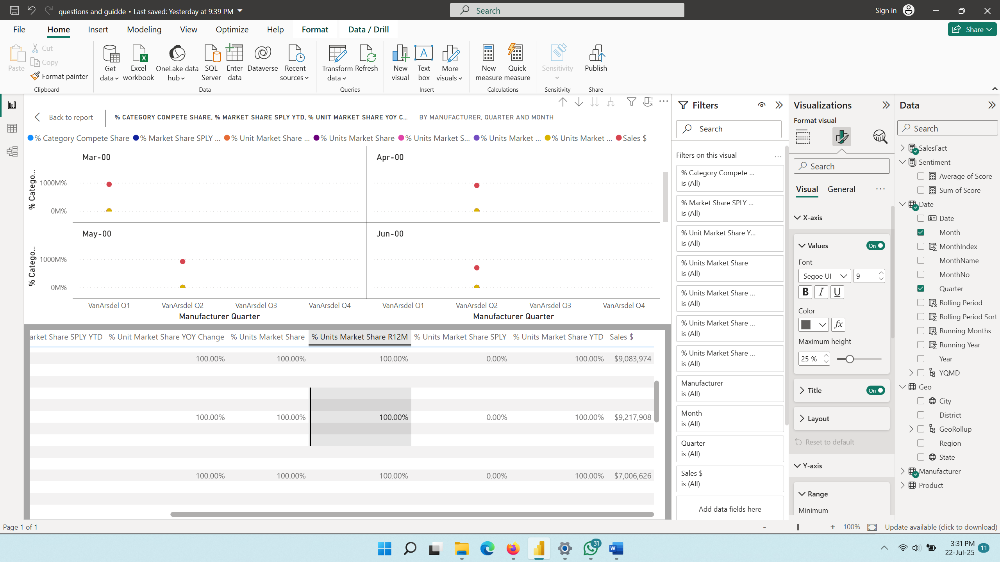 questions and guidde • Last saved: Yesterday at 9:39 PM
Search
Sign in
File Home Insert Modeling View Optimize Help Format Data / Drill
Share
Paste
Cut
Copy
Format painter
Clipboard
Get data
Excel workbook
OneLake data hub
SQL Server
Enter data
Dataverse
Recent sources
Data
Transform data
Refresh
Queries
New visual
Text box
More visuals
Insert
New measure
Quick measure
Calculations
Sensitivity
Sensitivity
Publish
Share
Back to report
% CATEGORY COMPETE SHARE, % MARKET SHARE SPLY YTD, % UNIT MARKET SHARE YOY C...
BY MANUFACTURER, QUARTER AND MONTH
% Category Compete Share % Market Share SPLY ... % Unit Market Share ... % Units Market Share % Units Market S... % Units Market ... % Units Market ... Sales $
Mar-00 Apr-00
% Catego...
1000M%
0M%
May-00 Jun-00
% Catego...
1000M%
0M%
VanArsdel Q1 VanArsdel Q2 VanArsdel Q3 VanArsdel Q4 VanArsdel Q1 VanArsdel Q2 VanArsdel Q3 VanArsdel Q4
Manufacturer Quarter Manufacturer Quarter
arket Share SPLY YTD % Unit Market Share YOY Change % Units Market Share % Units Market Share R12M % Units Market Share SPLY % Units Market Share YTD Sales $
100.00% 100.00% 100.00% 0.00% 100.00% $9,083,974
100.00% 100.00% 100.00% 0.00% 100.00% $9,217,908
100.00% 100.00% 100.00% 0.00% 100.00% $7,006,626
Filters
Search
Filters on this visual ...
% Category Compete ...
is (All)
% Market Share SPLY ...
is (All)
% Unit Market Share Y...
is (All)
% Units Market Share
is (All)
% Units Market Share ...
is (All)
% Units Market Share ...
is (All)
% Units Market Share ...
is (All)
Manufacturer
is (All)
Month
is (All)
Quarter
is (All)
Sales $
is (All)
Add data fields here
Visualizations
Format visual
Search
Visual General ...
X-axis
Values On
Font
Segoe UI 9
B I U
Color
fx
Maximum height
25 %
Title On
Layout
Reset to default
Y-axis
Range
Minimum
Data
Search
SalesFact
Sentiment
Average of Score
Sum of Score
Date
Date
Month
MonthIndex
MonthName
MonthNo
Quarter
Rolling Period
Rolling Period Sort
Running Months
Running Year
Year
YQMD
Geo
City
District
GeoRollup
Region
State
Manufacturer
Product
Page 1 of 1
- + 100%
Update available (click to download)
31
3:31 PM
22-Jul-25
11